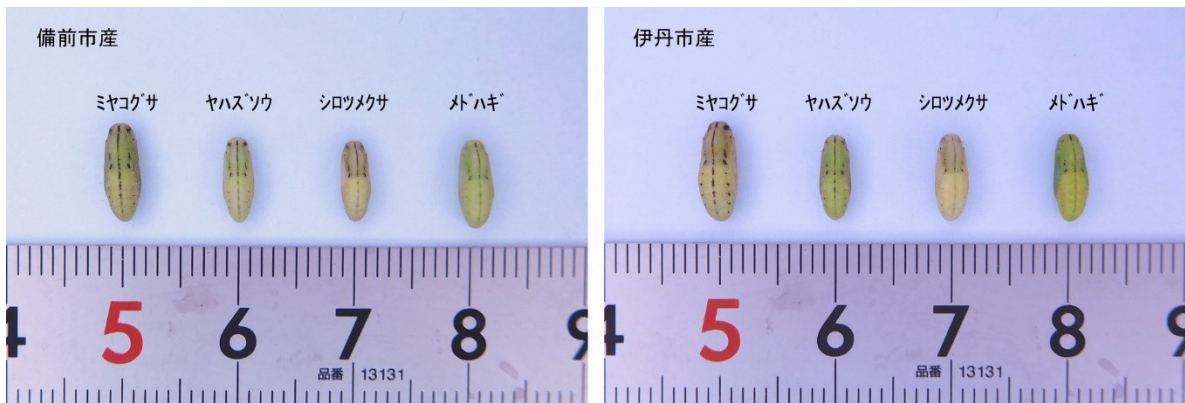 備前市産
ミヤコグサ ヤハズソウ シロツメクサ メドハギ
4 5 6 7 8 9
品番 13131
伊丹市産
ミヤコグサ ヤハズソウ シロツメクサ メドハギ
4 5 6 7 8 9
品番 13131